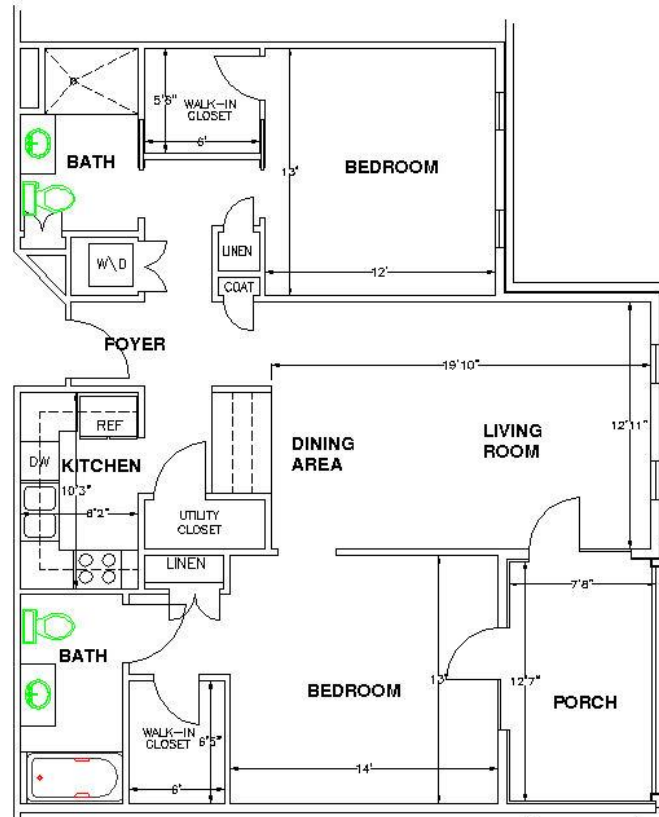 5'6"
WALK-IN
CLOSET
6'
BATH
BEDROOM
13'
LINEN
W\D
COAT
12'
FOYER
19'10"
12'11"
REF
DINING
AREA
LIVING
ROOM
DW
KITCHEN
10'3"
8'2"
UTILITY
CLOSET
LINEN
7'8"
BATH
BEDROOM
13'
12'7"
PORCH
WALK-IN
CLOSET
6'5"
14'
6'